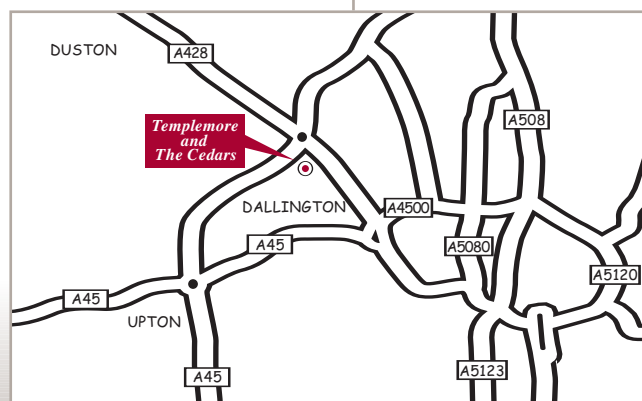 DUSTON
A428
A508
Templemore
and
The Cedars
DALLINGTON
A4500
A45
A5080
A5120
A45
UPTON
A45
A5123